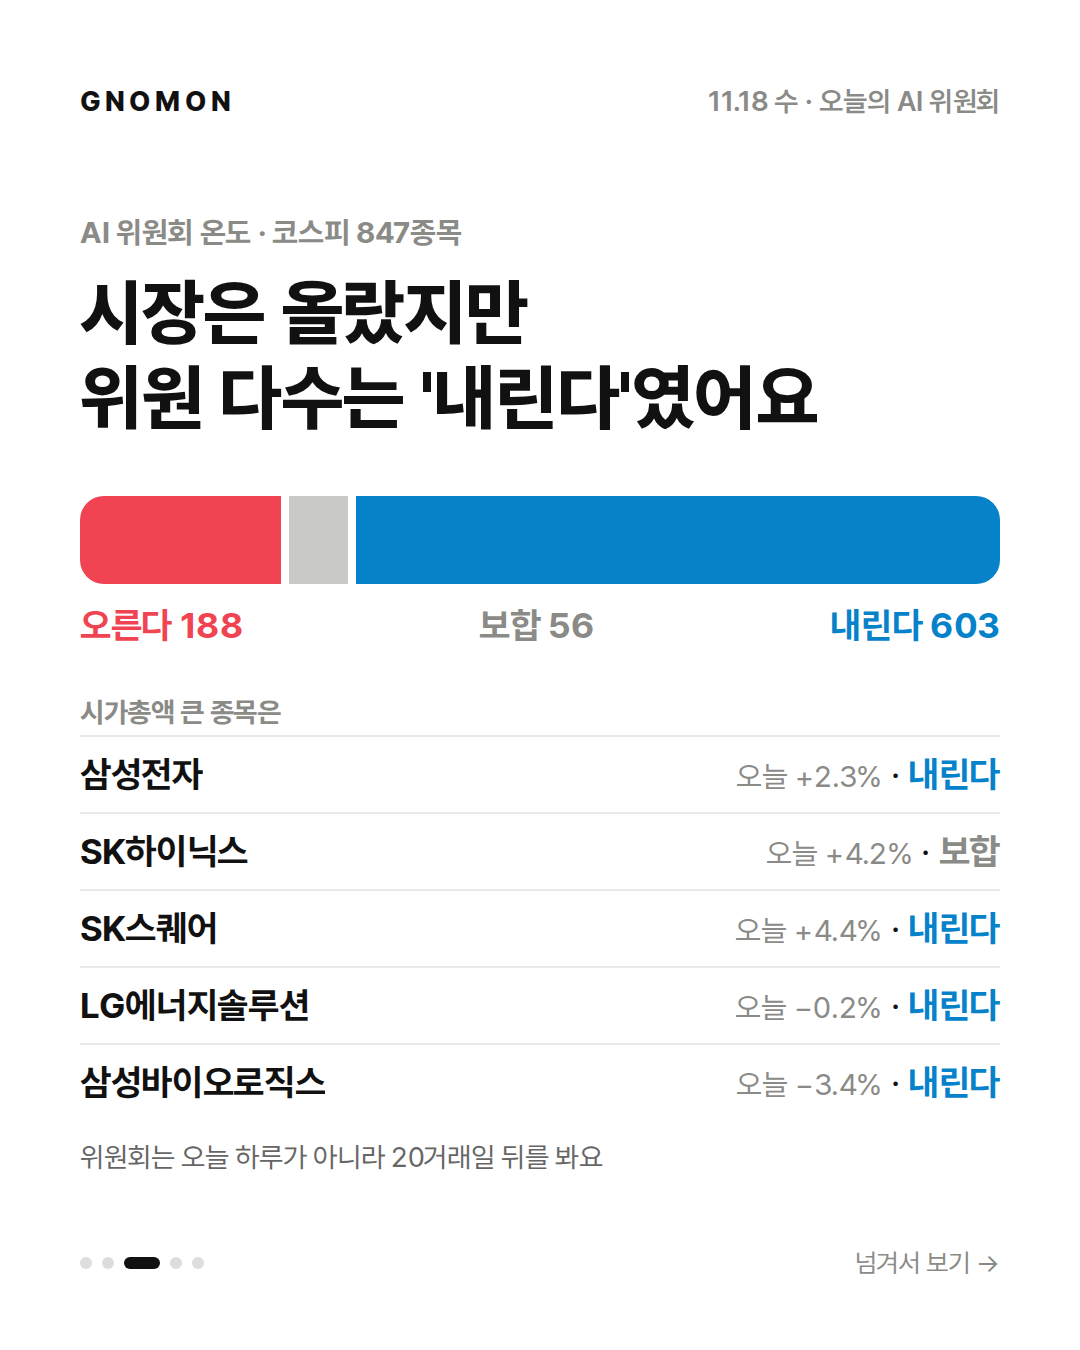 GNOMON
11.18 수 · 오늘의 AI 위원회
AI 위원회 온도 · 코스피 847종목
시장은 올랐지만
위원 다수는 '내린다'였어요
오른다 188
보합 56
내린다 603
시가총액 큰 종목은
삼성전자 오늘 +2.3% · 내린다
SK하이닉스 오늘 +4.2% · 보합
SK스퀘어 오늘 +4.4% · 내린다
LG에너지솔루션 오늘 −0.2% · 내린다
삼성바이오로직스 오늘 −3.4% · 내린다
위원회는 오늘 하루가 아니라 20거래일 뒤를 봐요
넘겨서 보기 →